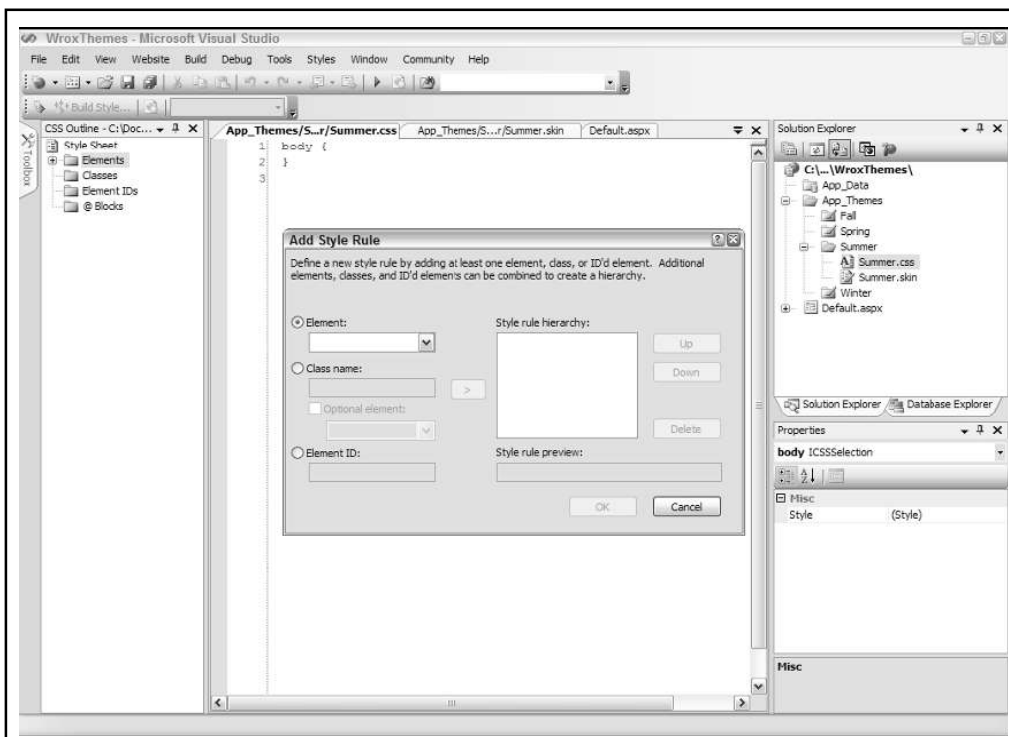 WroxThemes - Microsoft Visual Studio
File Edit View Website Build Debug Tools Styles Window Community Help
Build Style...
Toolbox
CSS Outline - C:\Doc...
Style Sheet
Elements
Classes
Element IDs
@ Blocks
App_Themes/S...r/Summer.css App_Themes/S...r/Summer.skin Default.aspx
1 body {
2 }
3
Add Style Rule
Define a new style rule by adding at least one element, class, or ID'd element. Additional
elements, classes, and ID'd elements can be combined to create a hierarchy.
Element:
Class name:
>
Optional element:
Element ID:
Style rule hierarchy:
Up
Down
Delete
Style rule preview:
OK Cancel
Solution Explorer
C:\...\WroxThemes\
App_Data
App_Themes
Fall
Spring
Summer
Summer.css
Summer.skin
Winter
Default.aspx
Solution Explorer Database Explorer
Properties
body ICSSSelection
Misc
Style (Style)
Misc